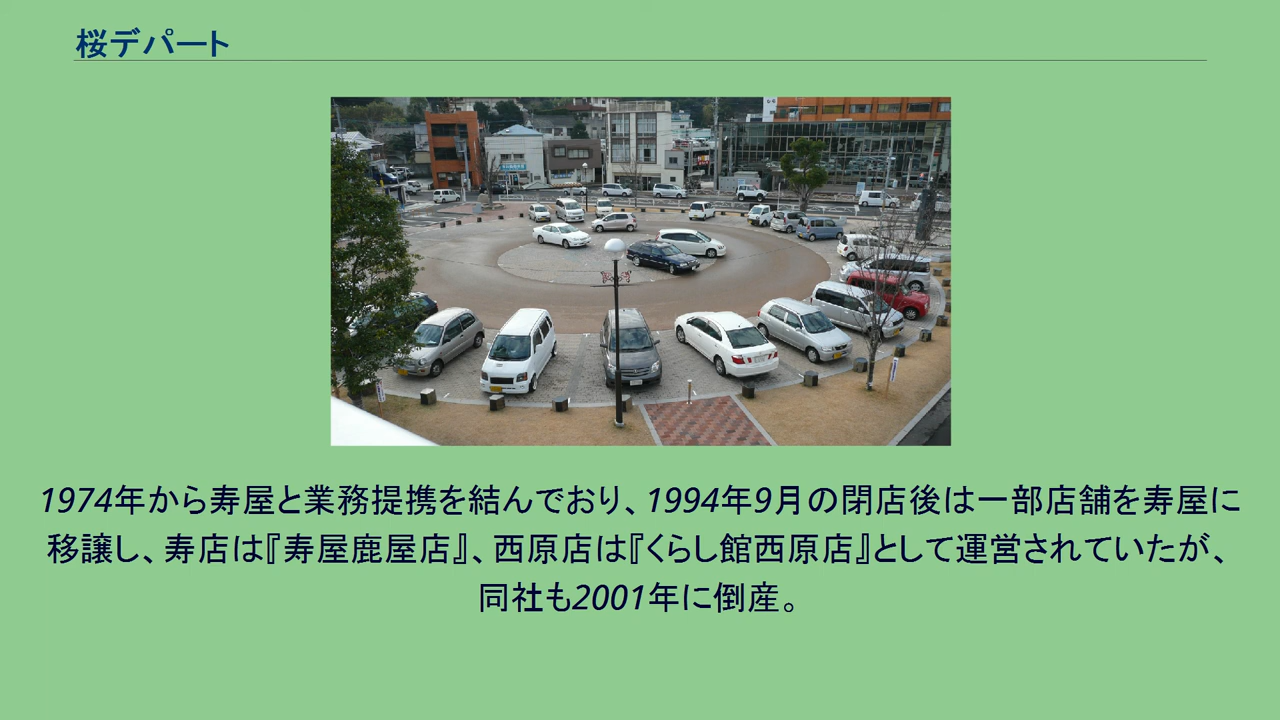 桜デパート
1974年から寿屋と業務提携を結んでおり、1994年9月の閉店後は一部店舗を寿屋に
移譲し、寿店は『寿屋鹿屋店』、西原店は『くらし館西原店』として運営されていたが、
同社も2001年に倒産。